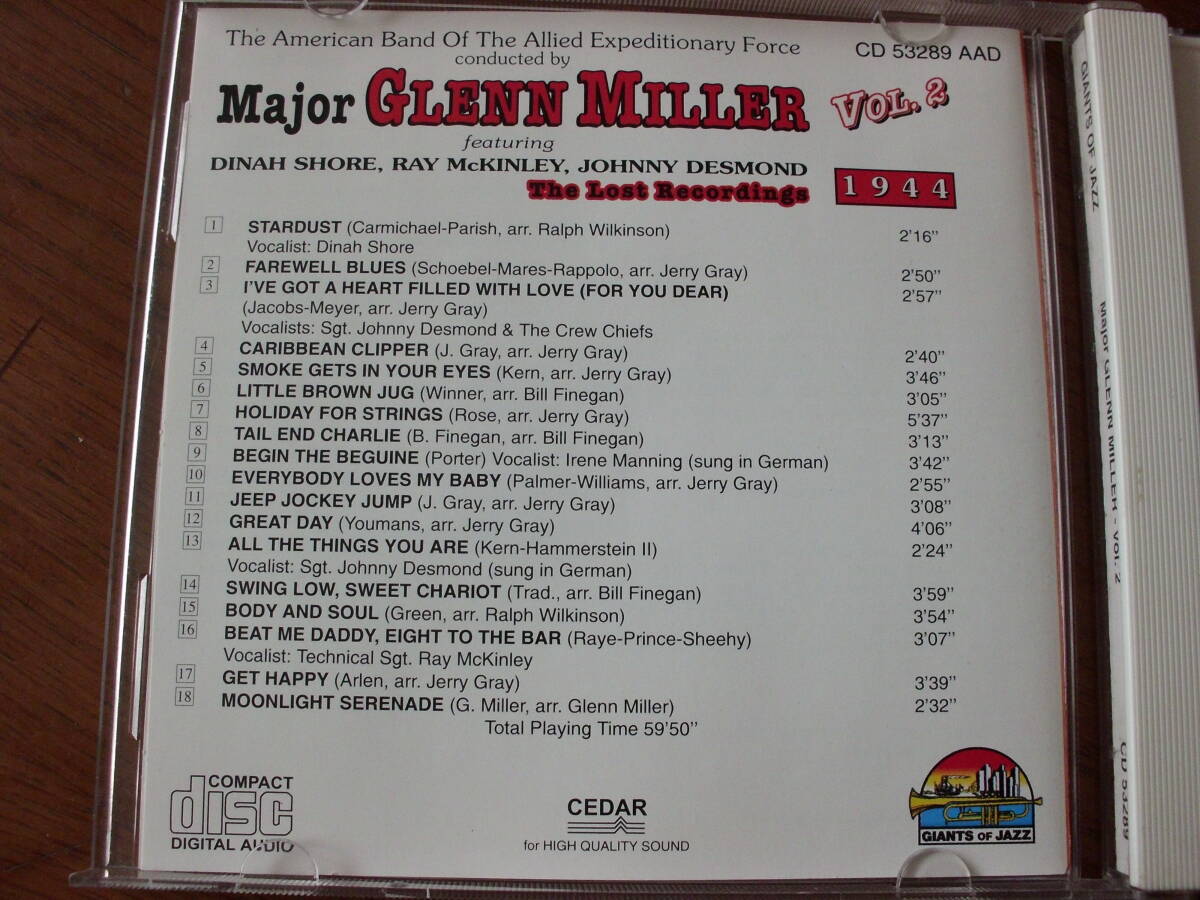 The American Band Of The Allied Expeditionary Force
conducted by
CD 53289 AAD
Major GLENN MILLER VOL. 2
featuring
DINAH SHORE, RAY McKINLEY, JOHNNY DESMOND
The Lost Recordings
1944
1 STARDUST (Carmichael-Parish, arr. Ralph Wilkinson) 2'16"
Vocalist: Dinah Shore
2 FAREWELL BLUES (Schoebel-Mares-Rappolo, arr. Jerry Gray) 2'50"
3 I'VE GOT A HEART FILLED WITH LOVE (FOR YOU DEAR) 2'57"
(Jacobs-Meyer, arr. Jerry Gray)
Vocalists: Sgt. Johnny Desmond & The Crew Chiefs
4 CARIBBEAN CLIPPER (J. Gray, arr. Jerry Gray) 2'40"
5 SMOKE GETS IN YOUR EYES (Kern, arr. Jerry Gray) 3'46"
6 LITTLE BROWN JUG (Winner, arr. Bill Finegan) 3'05"
7 HOLIDAY FOR STRINGS (Rose, arr. Jerry Gray) 5'37"
8 TAIL END CHARLIE (B. Finegan, arr. Bill Finegan) 3'13"
9 BEGIN THE BEGUINE (Porter) Vocalist: Irene Manning (sung in German) 3'42"
10 EVERYBODY LOVES MY BABY (Palmer-Williams, arr. Jerry Gray) 2'55"
11 JEEP JOCKEY JUMP (J. Gray, arr. Jerry Gray) 3'08"
12 GREAT DAY (Youmans, arr. Jerry Gray) 4'06"
13 ALL THE THINGS YOU ARE (Kern-Hammerstein II) 2'24"
Vocalist: Sgt. Johnny Desmond (sung in German)
14 SWING LOW, SWEET CHARIOT (Trad., arr. Bill Finegan) 3'59"
15 BODY AND SOUL (Green, arr. Ralph Wilkinson) 3'54"
16 BEAT ME DADDY, EIGHT TO THE BAR (Raye-Prince-Sheehy) 3'07"
Vocalist: Technical Sgt. Ray McKinley
17 GET HAPPY (Arlen, arr. Jerry Gray) 3'39"
18 MOONLIGHT SERENADE (G. Miller, arr. Glenn Miller) 2'32"
Total Playing Time 59'50"
COMPACT
disc
DIGITAL AUDIO
CEDAR
for HIGH QUALITY SOUND
GIANTS OF JAZZ
GIANTS OF JAZZ
Major GLENN MILLER - VOL. 2
CD 53289